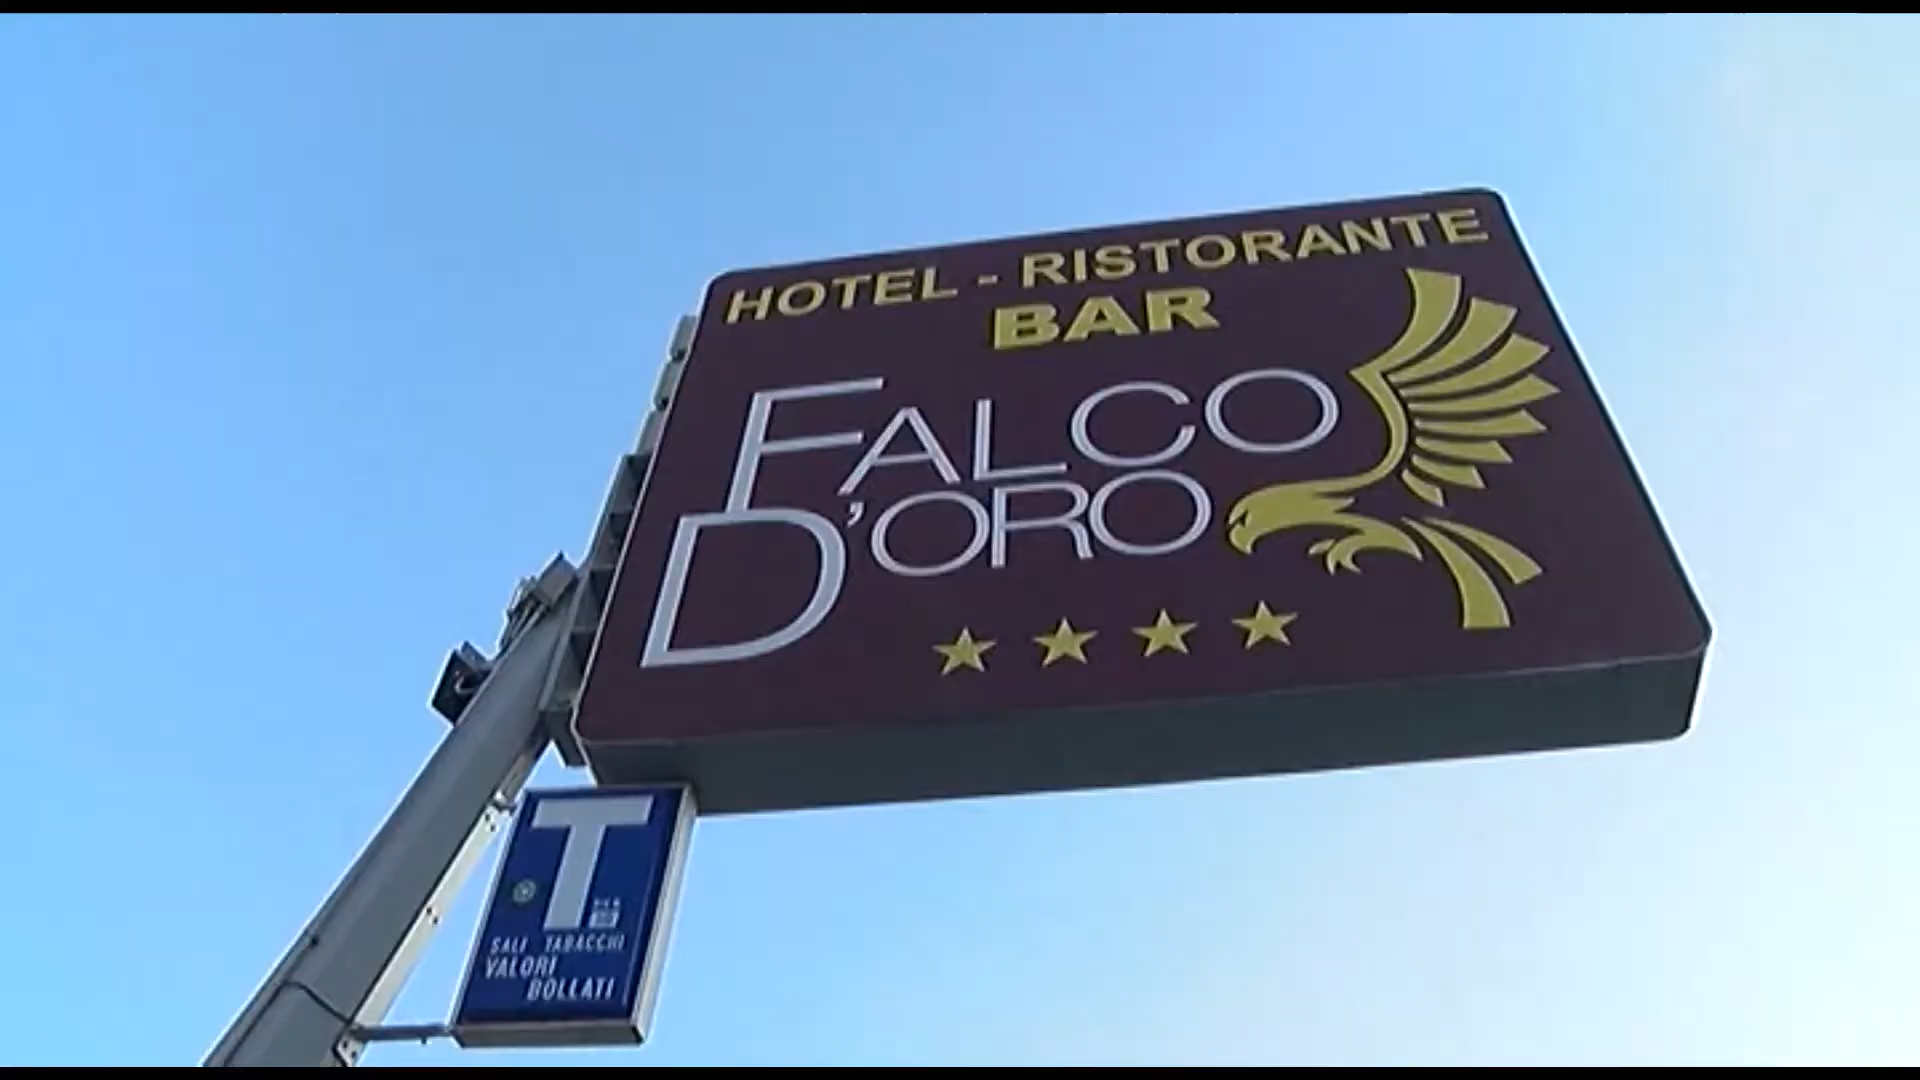 HOTEL - RISTORANTE
BAR
FALCO
D'ORO
T
SALI TABACCHI
VALORI
BOLLATI